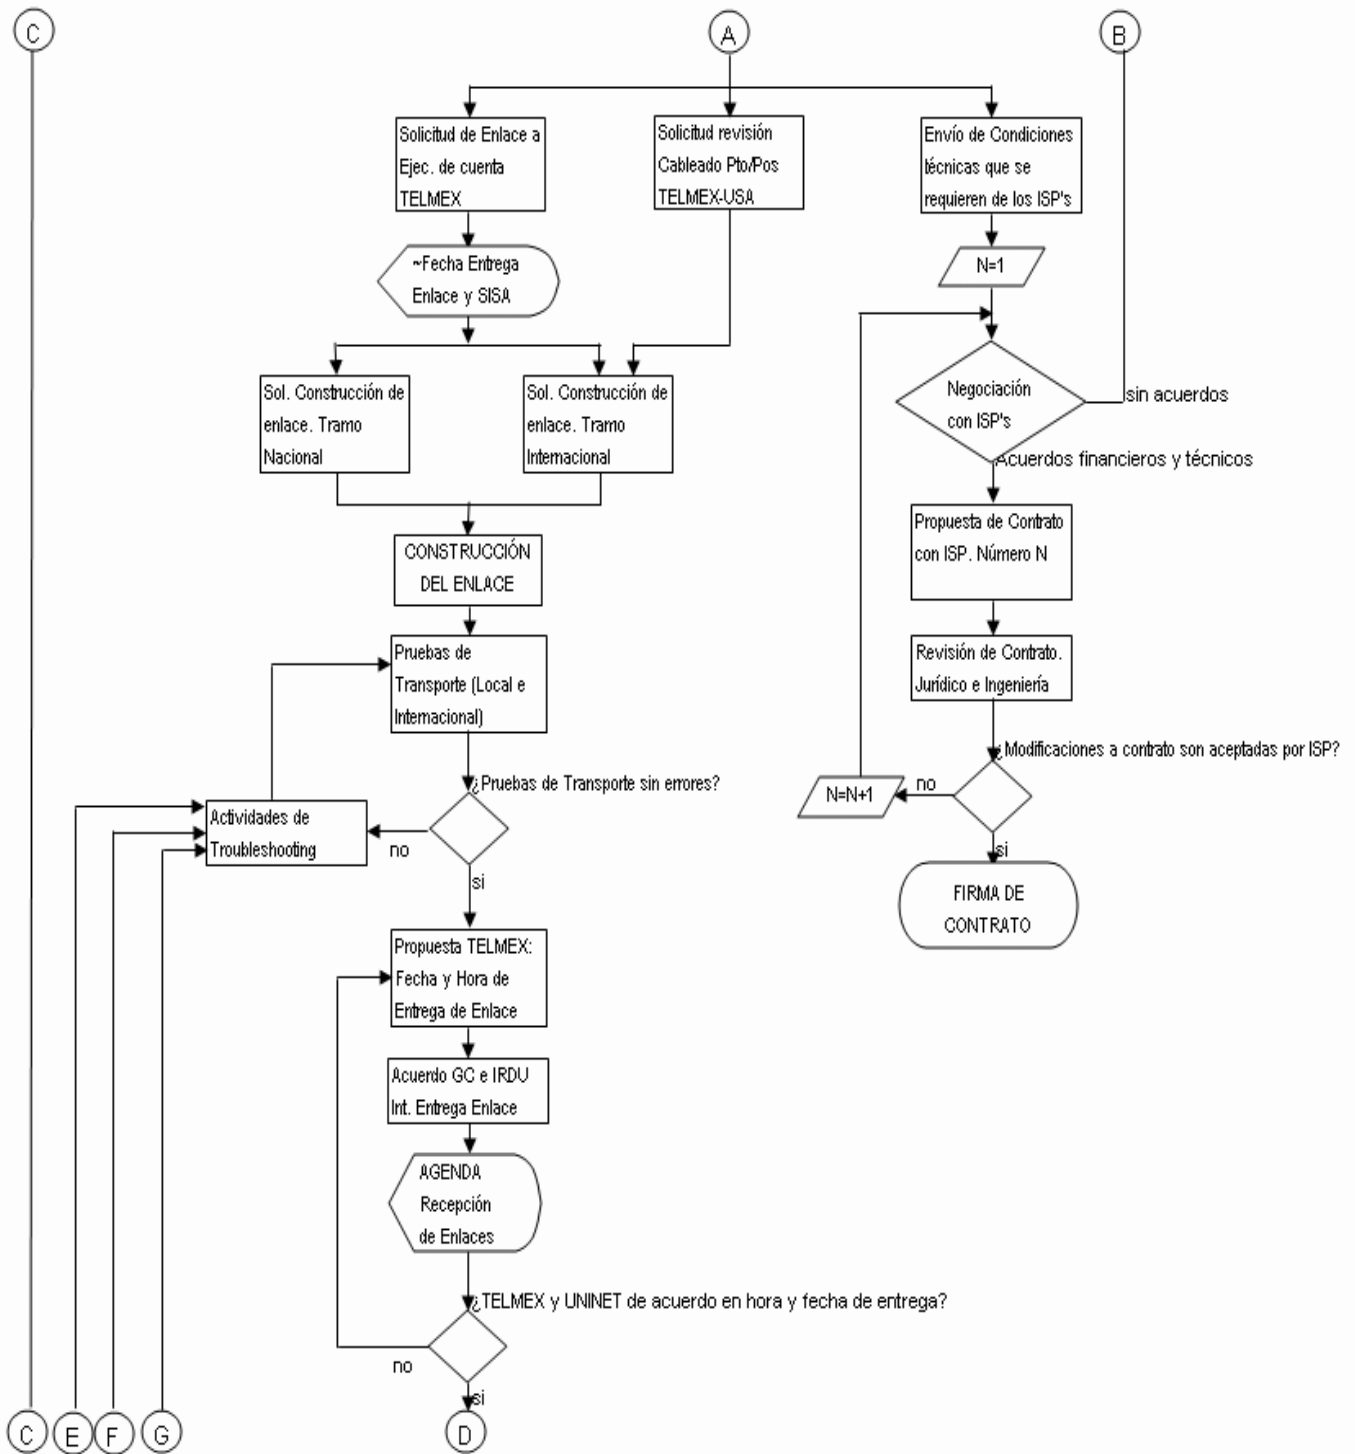 C
A
B
Solicitud de Enlace a
Ejec. de cuenta
TELMEX
Solicitud revisión
Cableado Pto/Pos
TELMEX-USA
Envío de Condiciones
técnicas que se
requieren de los ISP's
~Fecha Entrega
Enlace y SISA
N=1
Sol. Construcción de
enlace. Tramo
Nacional
Sol. Construcción de
enlace. Tramo
Internacional
Negociación
con ISP's
sin acuerdos
Acuerdos financieros y técnicos
Propuesta de Contrato
con ISP. Número N
CONSTRUCCIÓN
DEL ENLACE
Pruebas de
Transporte (Local e
Internacional)
Revisión de Contrato.
Jurídico e Ingeniería
¿Modificaciones a contrato son aceptadas por ISP?
¿Pruebas de Transporte sin errores?
N=N+1
no
si
Actividades de
Troubleshooting
no
si
FIRMA DE
CONTRATO
Propuesta TELMEX:
Fecha y Hora de
Entrega de Enlace
Acuerdo GC e IRDU
Int. Entrega Enlace
AGENDA
Recepción
de Enlaces
¿TELMEX y UNINET de acuerdo en hora y fecha de entrega?
no
si
C
E
F
G
D